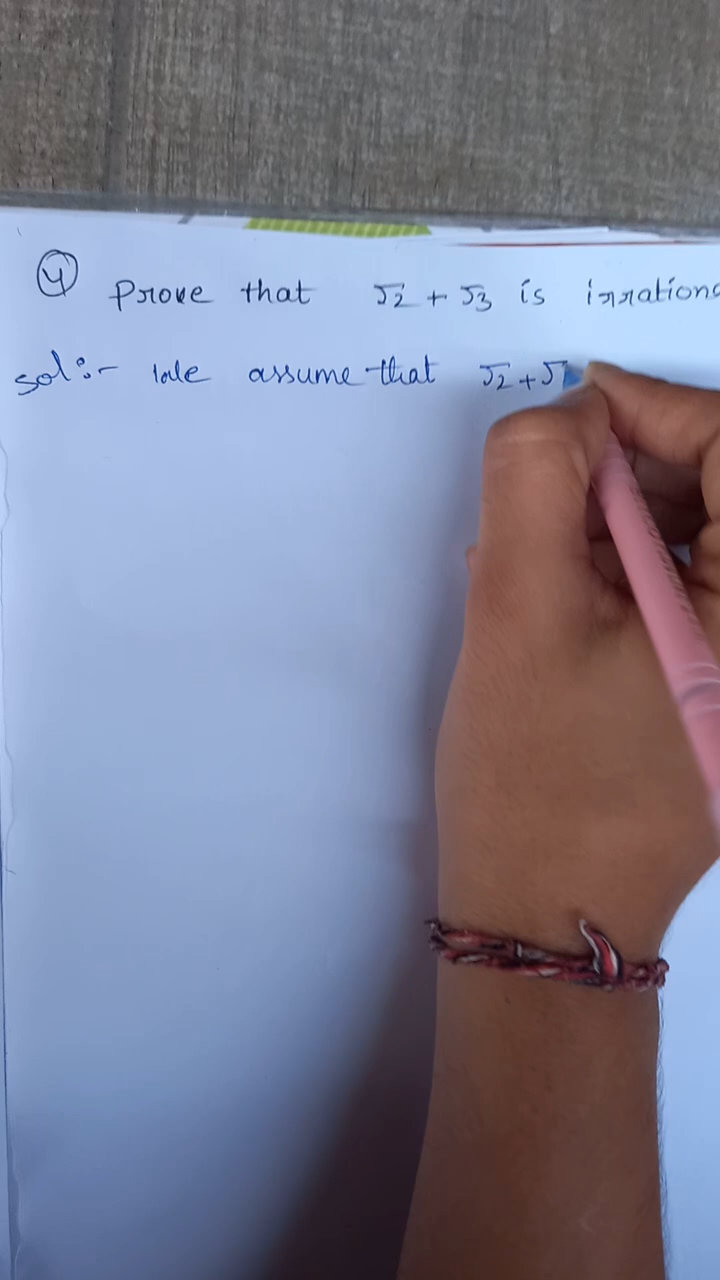 ④ Prove that √2 + √3 is irrationa
Sol:- We assume that √2 + √